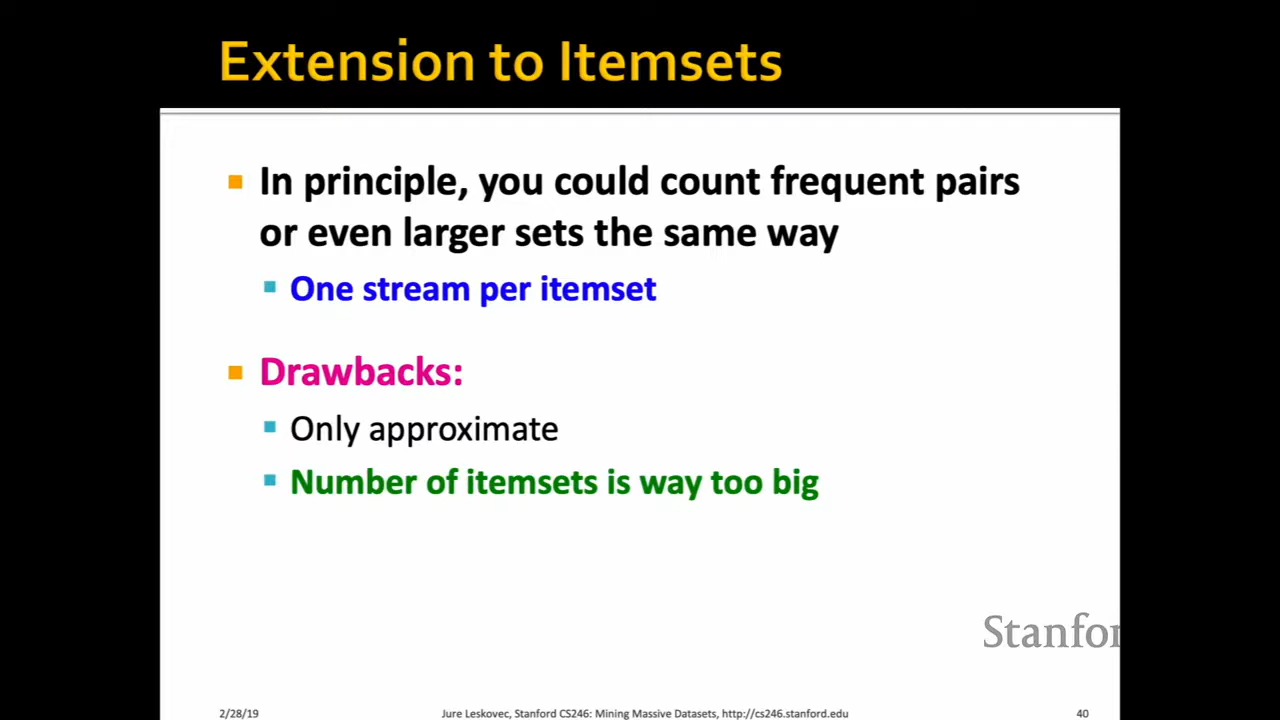 Extension to Itemsets
In principle, you could count frequent pairs
or even larger sets the same way
One stream per itemset
Drawbacks:
Only approximate
Number of itemsets is way too big
Stanfor
2/28/19
Jure Leskovec, Stanford CS246: Mining Massive Datasets, http://cs246.stanford.edu
40